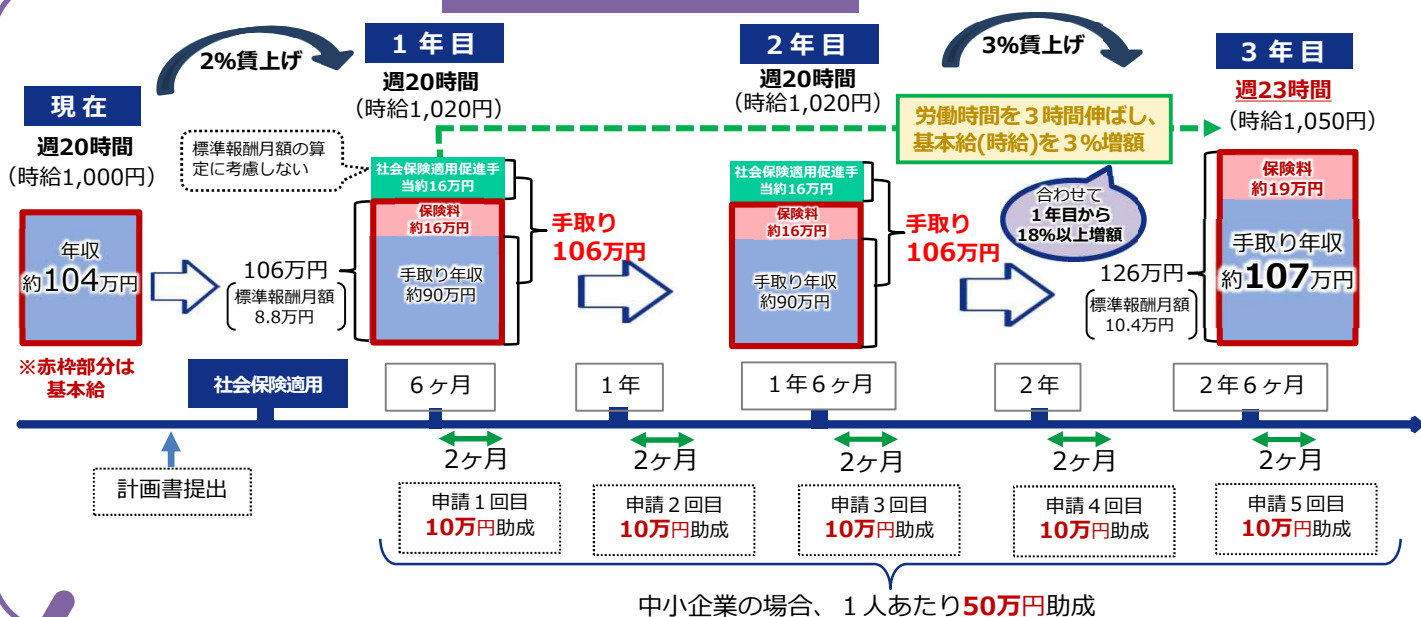 現在
週20時間
（時給1,000円）
年収
約104万円
※赤枠部分は
基本給
2%賃上げ
１年目
週20時間
（時給1,020円）
標準報酬月額の算
定に考慮しない
社会保険適用促進手
当約16万円
保険料
約16万円
手取り年収
約90万円
106万円
標準報酬月額
8.8万円
手取り
106万円
２年目
週20時間
（時給1,020円）
社会保険適用促進手
当約16万円
保険料
約16万円
手取り年収
約90万円
手取り
106万円
3%賃上げ
労働時間を３時間伸ばし、
基本給(時給)を３％増額
合わせて
１年目から
18%以上増額
３年目
週23時間
（時給1,050円）
保険料
約19万円
手取り年収
約107万円
126万円
標準報酬月額
10.4万円
社会保険適用
６ヶ月
１年
１年６ヶ月
２年
２年６ヶ月
計画書提出
2ヶ月
2ヶ月
2ヶ月
2ヶ月
2ヶ月
申請１回目
10万円助成
申請２回目
10万円助成
申請３回目
10万円助成
申請４回目
10万円助成
申請５回目
10万円助成
中小企業の場合、１人あたり50万円助成